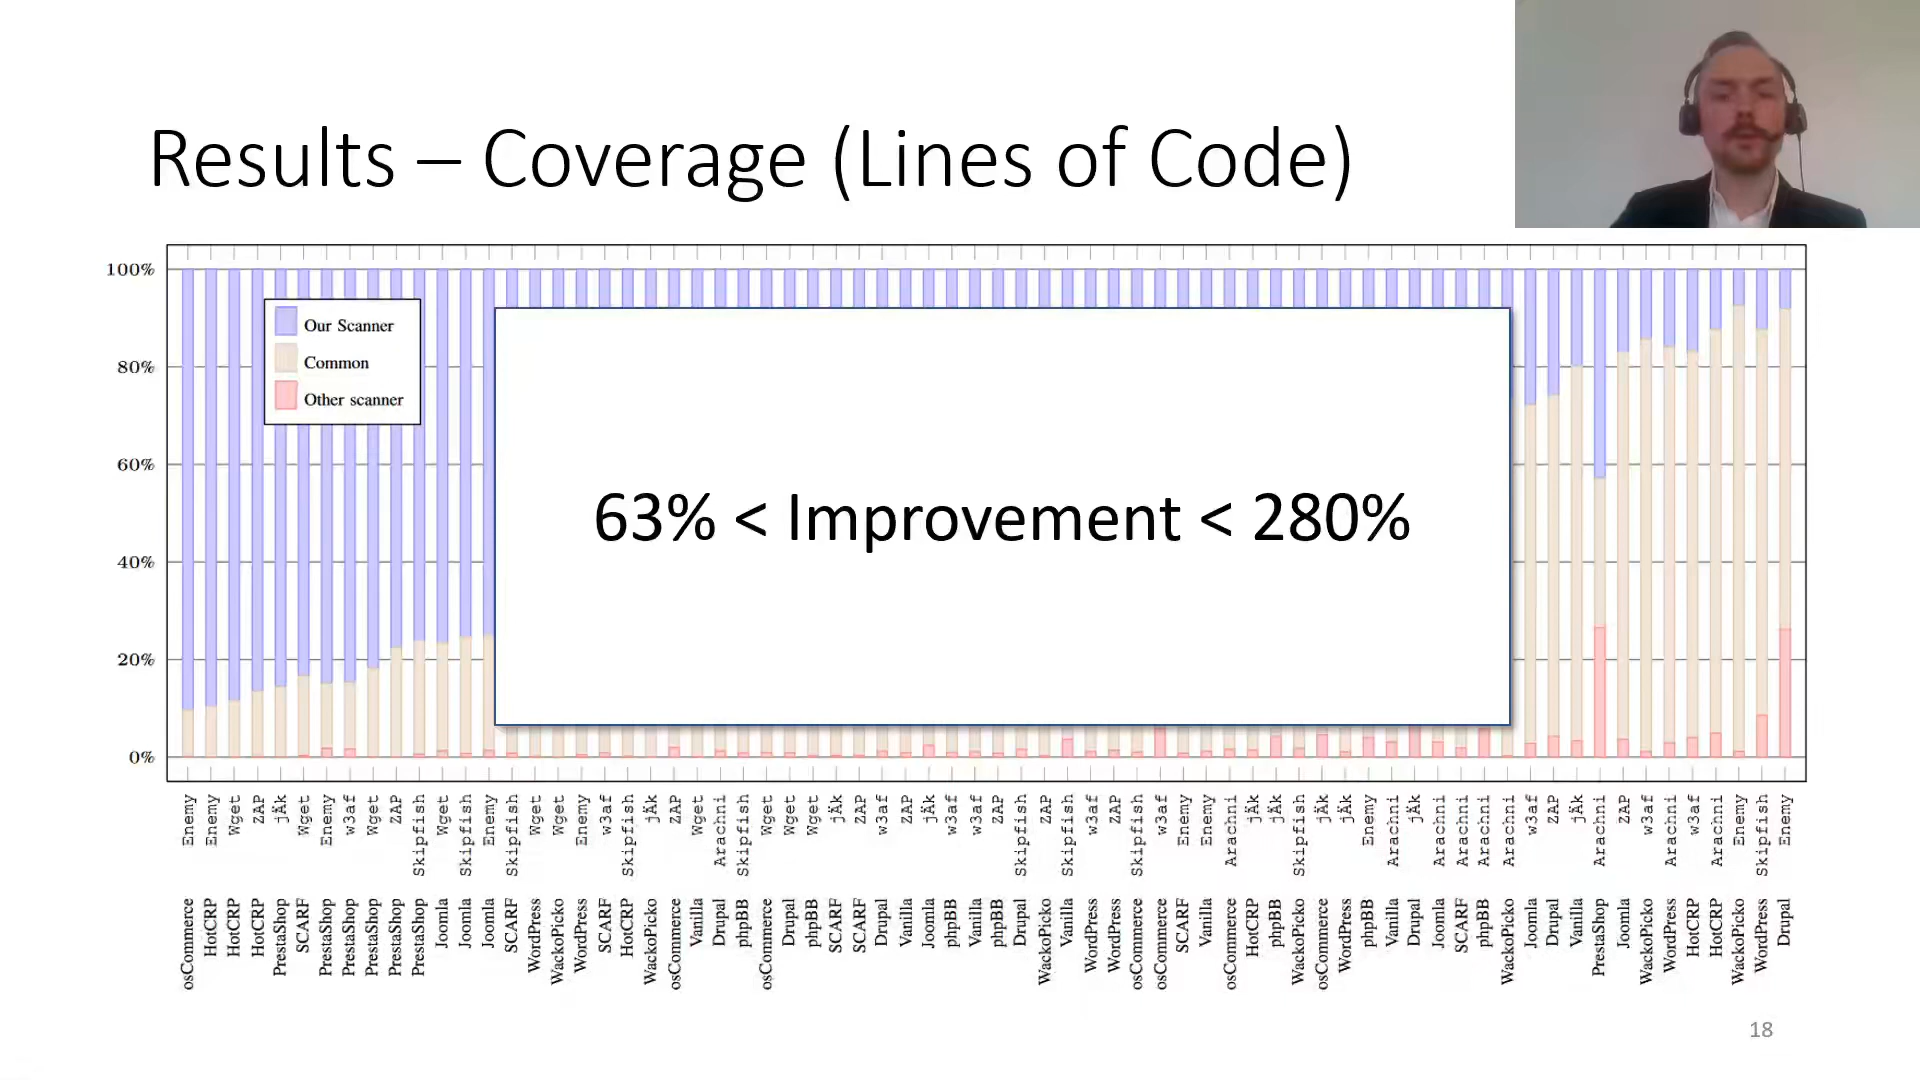 Results – Coverage (Lines of Code)
100%
80%
60%
40%
20%
0%
Our Scanner
Common
Other scanner
63% < Improvement < 280%
Enemy Enemy Wget ZAP jÄk Wget Enemy w3af Wget ZAP Skipfish Wget Skipfish Enemy Skipfish Wget Wget Enemy w3af Skipfish jÄk ZAP Wget Arachni Skipfish Wget Wget Wget jÄk ZAP w3af ZAP jÄk w3af w3af ZAP Skipfish ZAP Skipfish w3af ZAP Skipfish w3af Enemy Enemy Arachni jÄk jÄk Skipfish jÄk jÄk Enemy Arachni jÄk Arachni Arachni Arachni Arachni w3af ZAP jÄk Arachni ZAP w3af Arachni w3af Arachni Enemy Skipfish Enemy
osCommerce HotCRP HotCRP HotCRP PrestaShop SCARF PrestaShop PrestaShop PrestaShop PrestaShop PrestaShop Joomla Joomla Joomla SCARF WordPress WackoPicko WordPress SCARF HotCRP WackoPicko osCommerce Vanilla Drupal phpBB osCommerce Drupal phpBB SCARF SCARF Drupal Vanilla Joomla phpBB Vanilla phpBB Drupal WackoPicko Vanilla WordPress WordPress osCommerce osCommerce SCARF Vanilla osCommerce HotCRP phpBB WackoPicko osCommerce WordPress phpBB Vanilla Drupal Joomla SCARF phpBB WackoPicko Joomla Drupal Vanilla PrestaShop Joomla WackoPicko WordPress HotCRP HotCRP WackoPicko WordPress Drupal
18